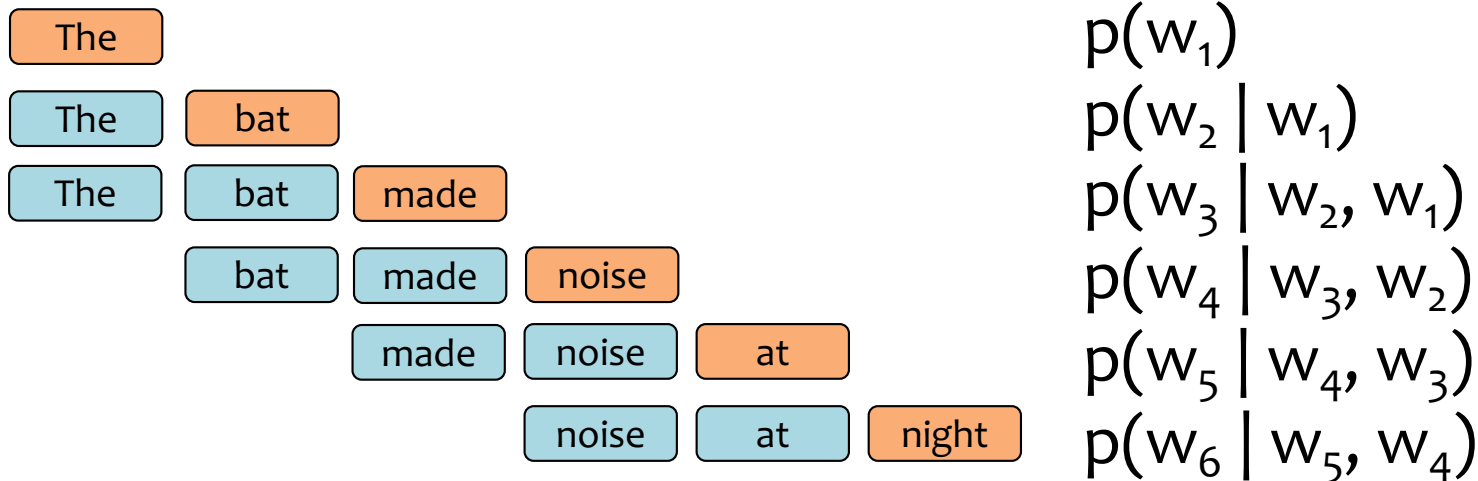 The p(w₁)
The bat p(w₂ | w₁)
The bat made p(w₃ | w₂, w₁)
bat made noise p(w₄ | w₃, w₂)
made noise at p(w₅ | w₄, w₃)
noise at night p(w₆ | w₅, w₄)